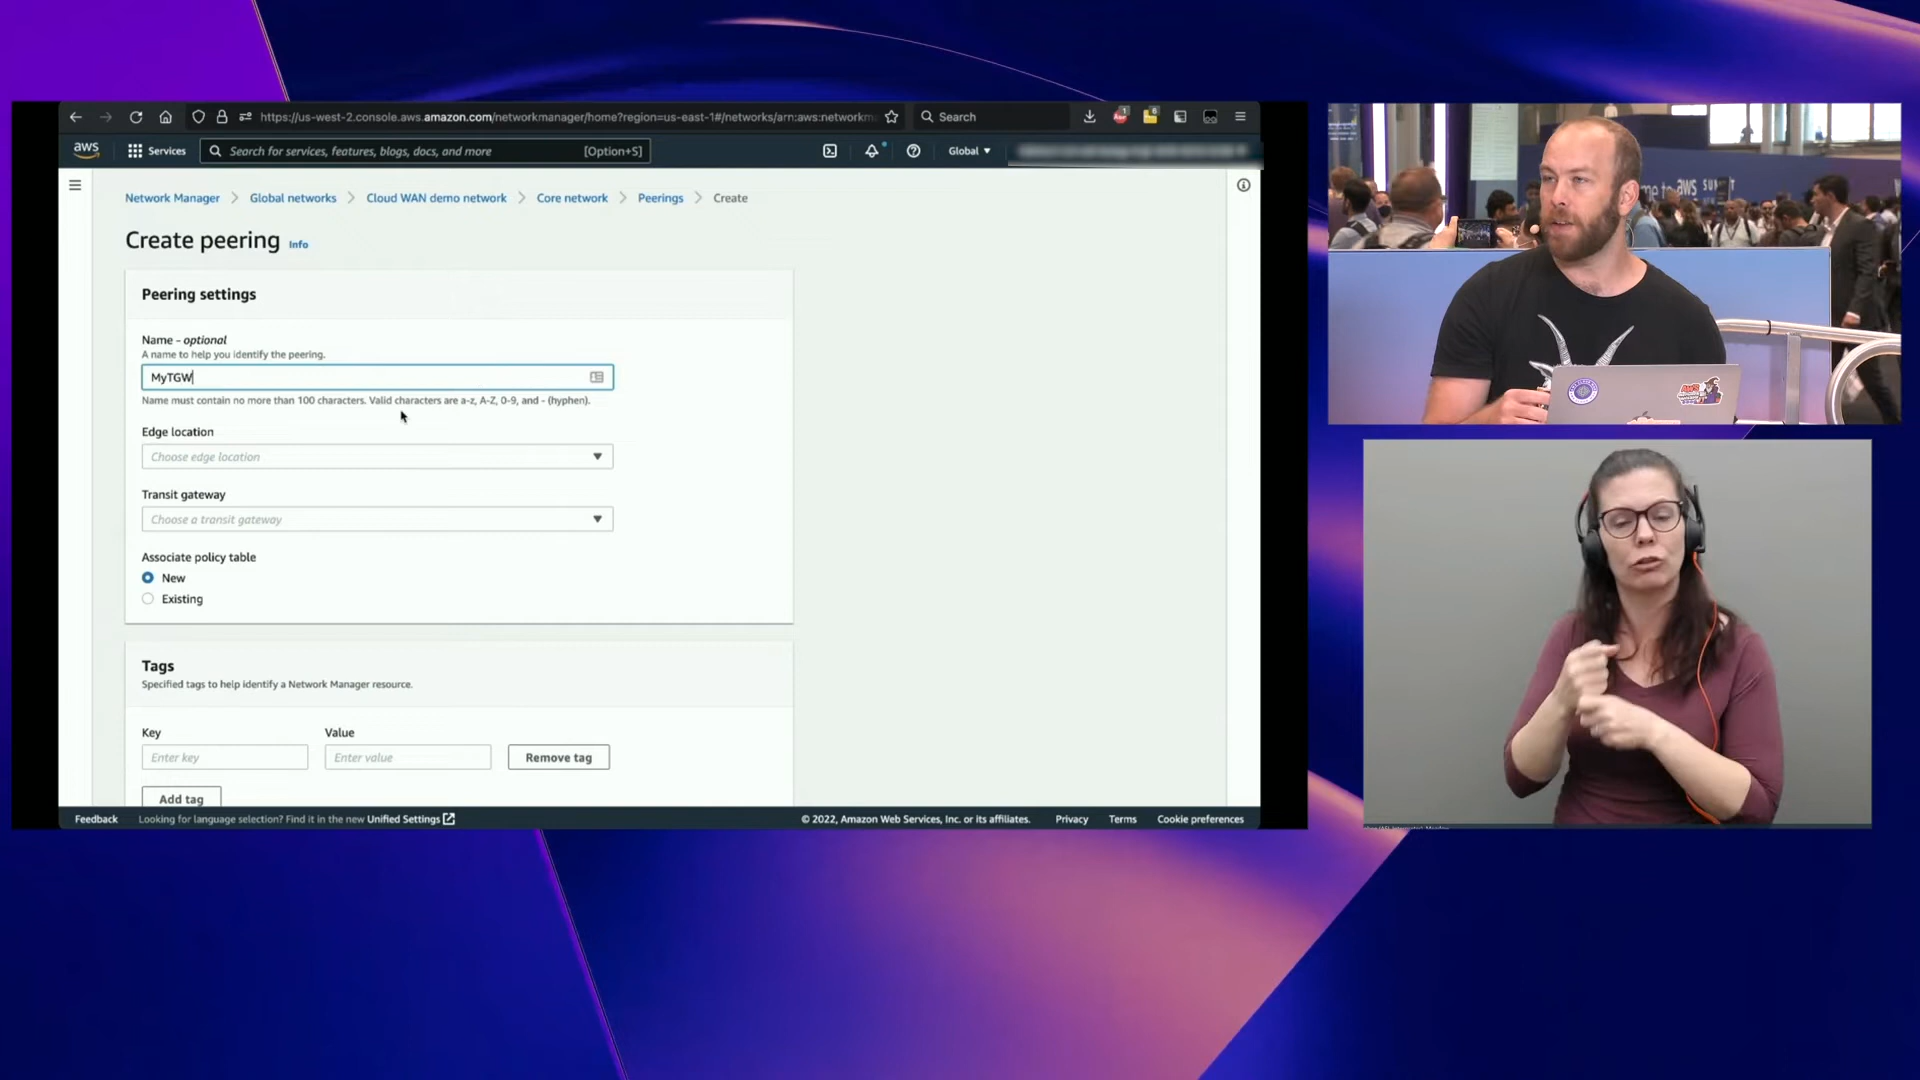 https://us-west-2.console.aws.amazon.com/networkmanager/home?region=us-east-1#/networks/arn:aws:network
Search
aws
Services
Search for services, features, blogs, docs, and more
[Option+S]
Global
Network Manager > Global networks > Cloud WAN demo network > Core network > Peerings > Create
Create peering Info
Peering settings
Name - optional
A name to help you identify the peering.
MyTGW
Name must contain no more than 100 characters. Valid characters are a-z, A-Z, 0-9, and - (hyphen).
Edge location
Choose edge location
Transit gateway
Choose a transit gateway
Associate policy table
New
Existing
Tags
Specified tags to help identify a Network Manager resource.
Key Value
Enter key Enter value Remove tag
Add tag
Feedback Looking for language selection? Find it in the new Unified Settings © 2022, Amazon Web Services, Inc. or its affiliates. Privacy Terms Cookie preferences
me to aws
AWS